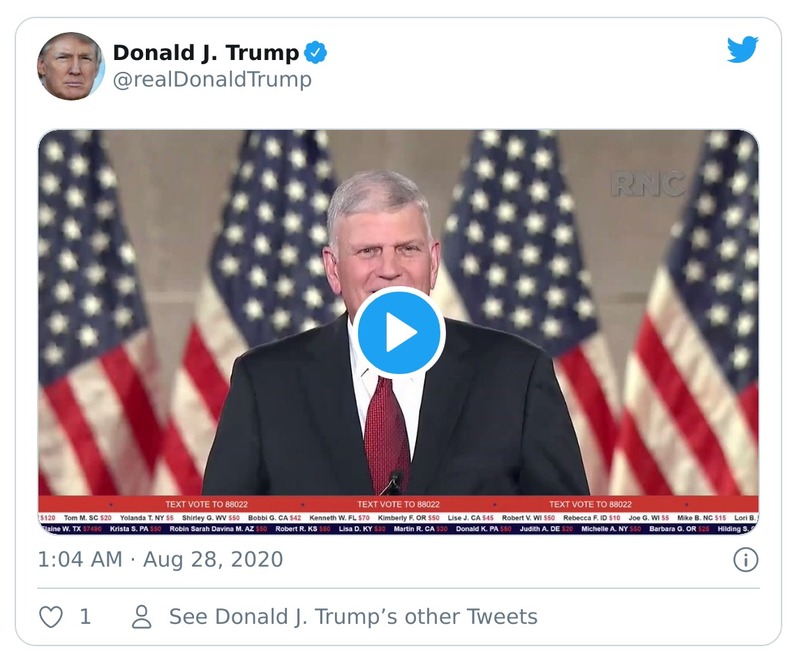 Donald J. Trump
@realDonaldTrump
RNC
TEXT VOTE TO 88022 TEXT VOTE TO 88022 TEXT VOTE TO 88022
$120 Tom M. SC $20 Yolanda T. NY $5 Shirley G. WV $50 Bobbi G. CA $42 Kenneth W. FL $70 Kimberly F. OR $50 Lise J. CA $45 Robert V. WI $50 Rebecca F. ID $10 Joe G. WI $5 Mike B. NC $15 Lori B.
Elaine W. TX $7490 Krista S. PA $50 Robin Sarah Davina M. AZ $50 Robert R. KS $60 Lisa D. KY $30 Martin R. CA $30 Donald K. PA $50 Judith A. DE $20 Michelle A. NY $50 Barbara G. OR $25 Hilding S.
1:04 AM · Aug 28, 2020
1 See Donald J. Trump’s other Tweets